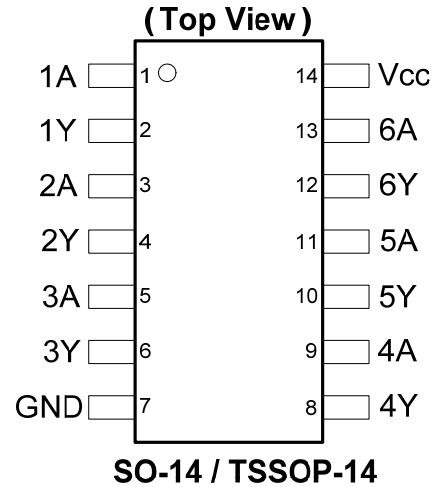 (Top View)
1A 1 14 Vcc
1Y 2 13 6A
2A 3 12 6Y
2Y 4 11 5A
3A 5 10 5Y
3Y 6 9 4A
GND 7 8 4Y
SO-14 / TSSOP-14